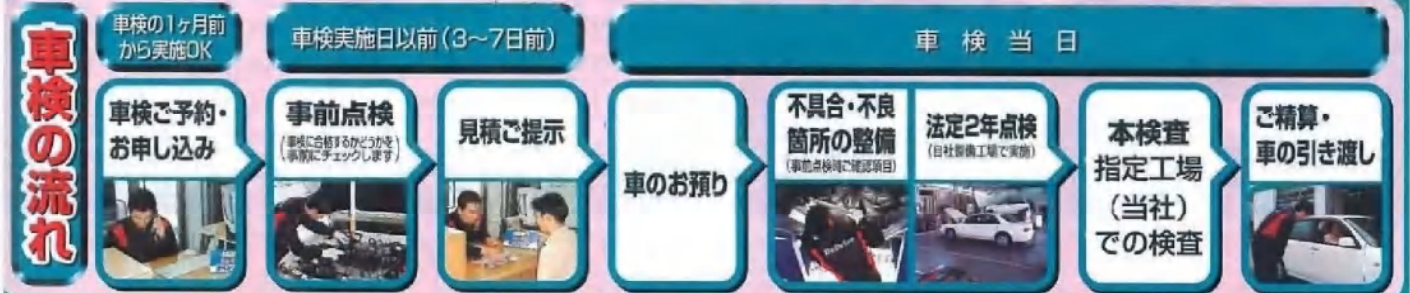 車検の流れ
車検の1ヶ月前
から実施OK
車検実施日以前(3〜7日前)
車検当日
車検ご予約・
お申し込み
事前点検
(車検に合格するかどうかを
事前にチェックします)
見積ご提示
車のお預り
不具合・不良
箇所の整備
(事前点検時ご確認項目)
法定2年点検
(自社整備工場で実施)
本検査
指定工場
(当社)
での検査
ご精算・
車の引き渡し